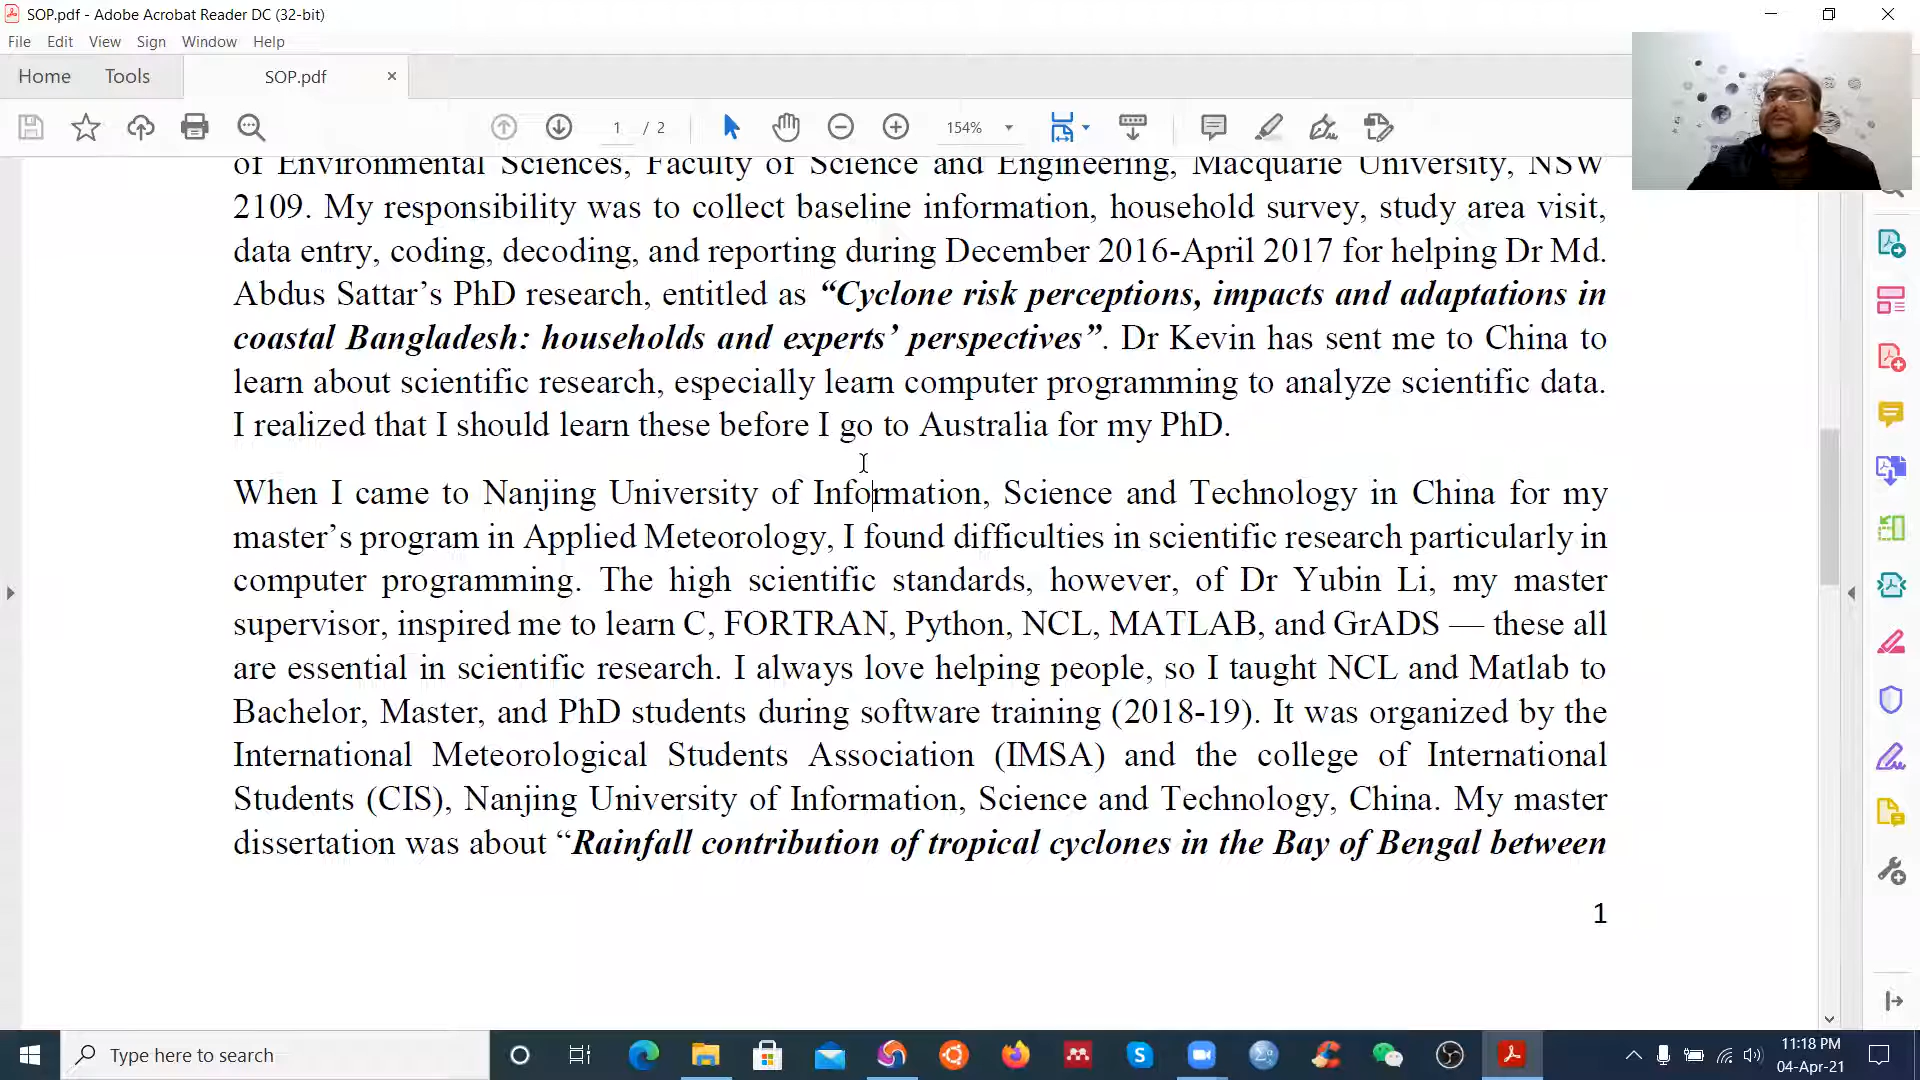 SOP.pdf - Adobe Acrobat Reader DC (32-bit)
File Edit View Sign Window Help
Home Tools SOP.pdf
1 / 2 154%
of Environmental Sciences, Faculty of Science and Engineering, Macquarie University, NSW
2109. My responsibility was to collect baseline information, household survey, study area visit,
data entry, coding, decoding, and reporting during December 2016-April 2017 for helping Dr Md.
Abdus Sattar’s PhD research, entitled as “Cyclone risk perceptions, impacts and adaptations in
coastal Bangladesh: households and experts’ perspectives”. Dr Kevin has sent me to China to
learn about scientific research, especially learn computer programming to analyze scientific data.
I realized that I should learn these before I go to Australia for my PhD.
When I came to Nanjing University of Information, Science and Technology in China for my
master’s program in Applied Meteorology, I found difficulties in scientific research particularly in
computer programming. The high scientific standards, however, of Dr Yubin Li, my master
supervisor, inspired me to learn C, FORTRAN, Python, NCL, MATLAB, and GrADS — these all
are essential in scientific research. I always love helping people, so I taught NCL and Matlab to
Bachelor, Master, and PhD students during software training (2018-19). It was organized by the
International Meteorological Students Association (IMSA) and the college of International
Students (CIS), Nanjing University of Information, Science and Technology, China. My master
dissertation was about “Rainfall contribution of tropical cyclones in the Bay of Bengal between
1
Type here to search
11:18 PM
04-Apr-21